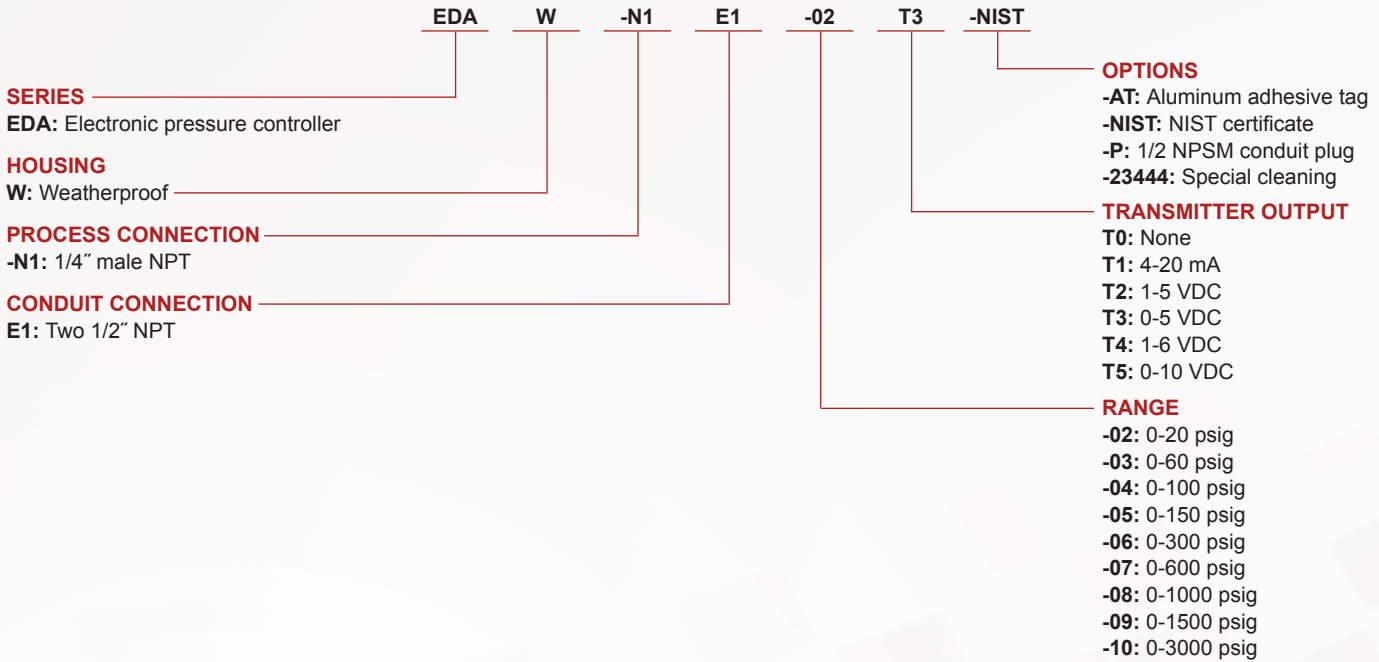 EDA W -N1 E1 -02 T3 -NIST
SERIES
EDA: Electronic pressure controller
HOUSING
W: Weatherproof
PROCESS CONNECTION
-N1: 1/4˝ male NPT
CONDUIT CONNECTION
E1: Two 1/2˝ NPT
OPTIONS
-AT: Aluminum adhesive tag
-NIST: NIST certificate
-P: 1/2 NPSM conduit plug
-23444: Special cleaning
TRANSMITTER OUTPUT
T0: None
T1: 4-20 mA
T2: 1-5 VDC
T3: 0-5 VDC
T4: 1-6 VDC
T5: 0-10 VDC
RANGE
-02: 0-20 psig
-03: 0-60 psig
-04: 0-100 psig
-05: 0-150 psig
-06: 0-300 psig
-07: 0-600 psig
-08: 0-1000 psig
-09: 0-1500 psig
-10: 0-3000 psig